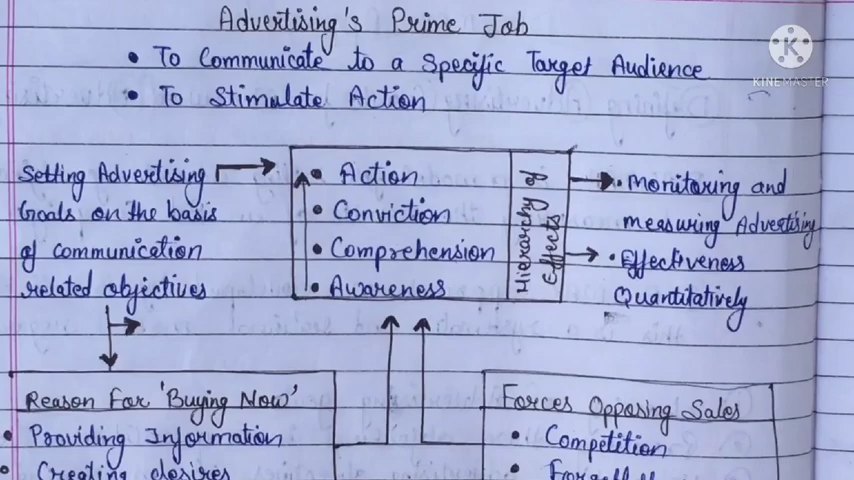 Advertising's Prime Job
• To Communicate to a Specific Target Audience
• To Stimulate Action
KINEMASTER
Setting Advertising
Goals on the basis
of communication
related objectives
• Action
• Conviction
• Comprehension
• Awareness
Hierarchy of
Effects
• Monitoring and
measuring Advertising
• Effectiveness
Quantitatively
Reason For 'Buying Now'
• Providing Information
• Creating desires
Forces Opposing Sales
• Competition